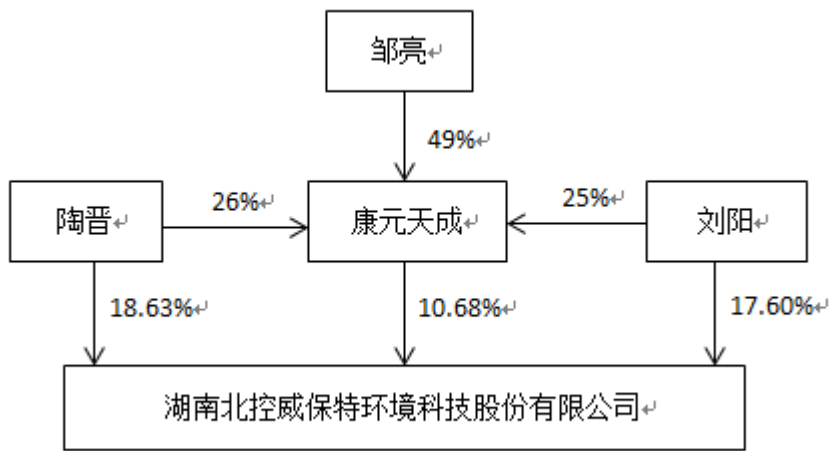 邹亮
49%
陶晋
26%
康元天成
25%
刘阳
18.63%
10.68%
17.60%
湖南北控威保特环境科技股份有限公司